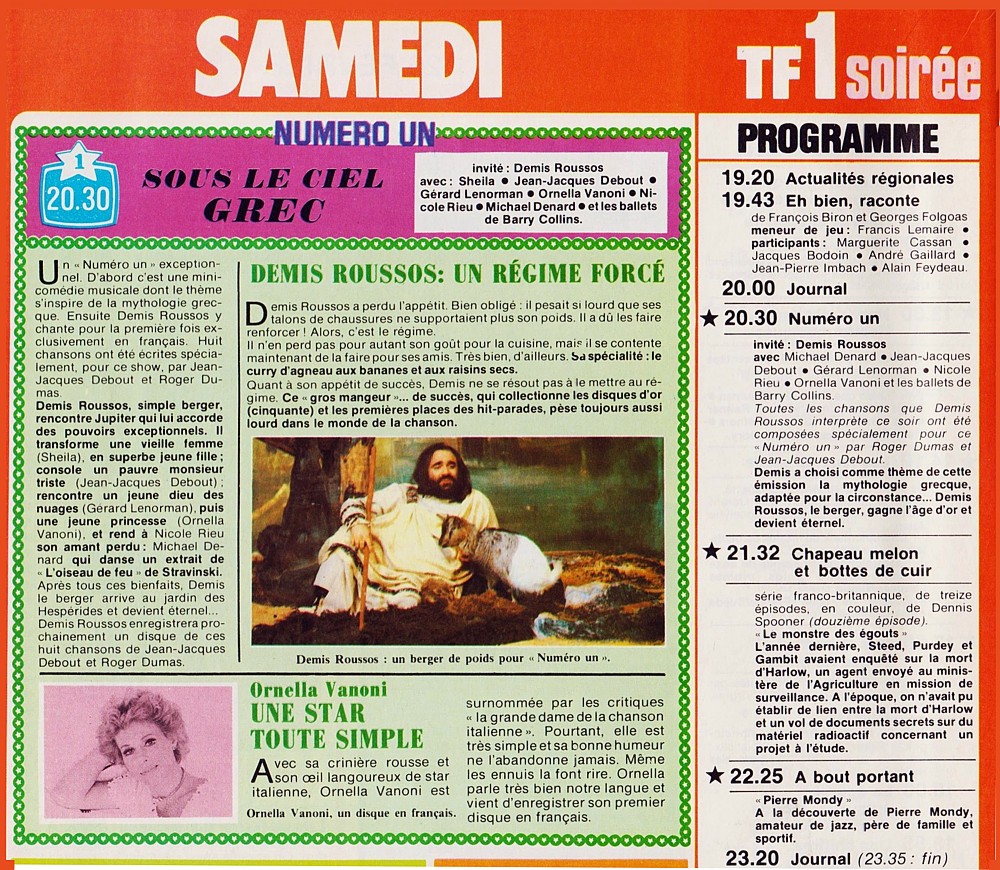 SAMEDI
TF1 soirée
NUMERO UN
1
20.30
SOUS LE CIEL
GREC
invité : Demis Roussos
avec : Sheila ● Jean-Jacques Debout ●
Gérard Lenorman ● Ornella Vanoni ● Ni-
cole Rieu ● Michael Denard ● et les ballets
de Barry Collins.
Un « Numéro un » exception-
nel. D'abord c'est une mini-
comédie musicale dont le thème
s'inspire de la mythologie grec-
que. Ensuite Demis Roussos y
chante pour la première fois ex-
clusivement en français. Huit
chansons ont été écrites spécia-
lement, pour ce show, par Jean-
Jacques Debout et Roger Du-
mas.
Demis Roussos, simple berger,
rencontre Jupiter qui lui accorde
des pouvoirs exceptionnels. Il
transforme une vieille femme
(Sheila), en superbe jeune fille ;
console un pauvre monsieur
triste (Jean-Jacques Debout) ;
rencontre un jeune dieu des
nuages (Gérard Lenorman), puis
une jeune princesse (Ornella
Vanoni), et rend à Nicole Rieu
son amant perdu : Michael De-
nard qui danse un extrait de
« L'oiseau de feu » de Stravinski.
Après tous ces bienfaits, Demis
le berger arrive au jardin des
Hespérides et devient éternel...
Demis Roussos enregistrera pro-
chainement un disque de ces
huit chansons de Jean-Jacques
Debout et Roger Dumas.
DEMIS ROUSSOS: UN RÉGIME FORCÉ
Demis Roussos a perdu l'appétit. Bien obligé : il pesait si lourd que ses
talons de chaussures ne supportaient plus son poids. Il a dû les faire
renforcer ! Alors, c'est le régime.
Il n'en perd pas pour autant son goût pour la cuisine, mais il se contente
maintenant de la faire pour ses amis. Très bien, d'ailleurs. Sa spécialité : le
curry d'agneau aux bananes et aux raisins secs.
Quant à son appétit de succès, Demis ne se résout pas à le mettre au ré-
gime. Ce « gros mangeur »... de succès, qui collectionne les disques d'or
(cinquante) et les premières places des hit-parades, pèse toujours aussi
lourd dans le monde de la chanson.
Demis Roussos : un berger de poids pour « Numéro un ».
Ornella Vanoni
UNE STAR
TOUTE SIMPLE
Avec sa crinière rousse et
son œil langoureux de star
italienne, Ornella Vanoni est
Ornella Vanoni, un disque en français.
surnommée par les critiques
« la grande dame de la chanson
italienne ». Pourtant, elle est
très simple et sa bonne humeur
ne l'abandonne jamais. Même
les ennuis la font rire. Ornella
parle très bien notre langue et
vient d'enregistrer son premier
disque en français.
PROGRAMME
19.20 Actualités régionales
19.43 Eh bien, raconte
de François Biron et Georges Folgoas
meneur de jeu : Francis Lemaire ●
participants : Marguerite Cassan ●
Jacques Bodoin ● André Gaillard ●
Jean-Pierre Imbach ● Alain Feydeau.
20.00 Journal
★ 20.30 Numéro un
invité : Demis Roussos
avec Michael Denard ● Jean-Jacques
Debout ● Gérard Lenorman ● Nicole
Rieu ● Ornella Vanoni et les ballets de
Barry Collins.
Toutes les chansons que Demis
Roussos interprète ce soir ont été
composées spécialement pour ce
« Numéro un » par Roger Dumas et
Jean-Jacques Debout.
Demis a choisi comme thème de cette
émission la mythologie grecque,
adaptée pour la circonstance... Demis
Roussos, le berger, gagne l'âge d'or et
devient éternel.
★ 21.32 Chapeau melon
et bottes de cuir
série franco-britannique, de treize
épisodes, en couleur, de Dennis
Spooner (douzième épisode).
« Le monstre des égouts »
L'année dernière, Steed, Purdey et
Gambit avaient enquêté sur la mort
d'Harlow, un agent envoyé au minis-
tère de l'Agriculture en mission de
surveillance. A l'époque, on n'avait pu
établir de lien entre la mort d'Harlow
et un vol de documents secrets sur du
matériel radioactif concernant un
projet à l'étude.
★ 22.25 A bout portant
« Pierre Mondy »
A la découverte de Pierre Mondy,
amateur de jazz, père de famille et
sportif.
23.20 Journal (23.35 : fin)